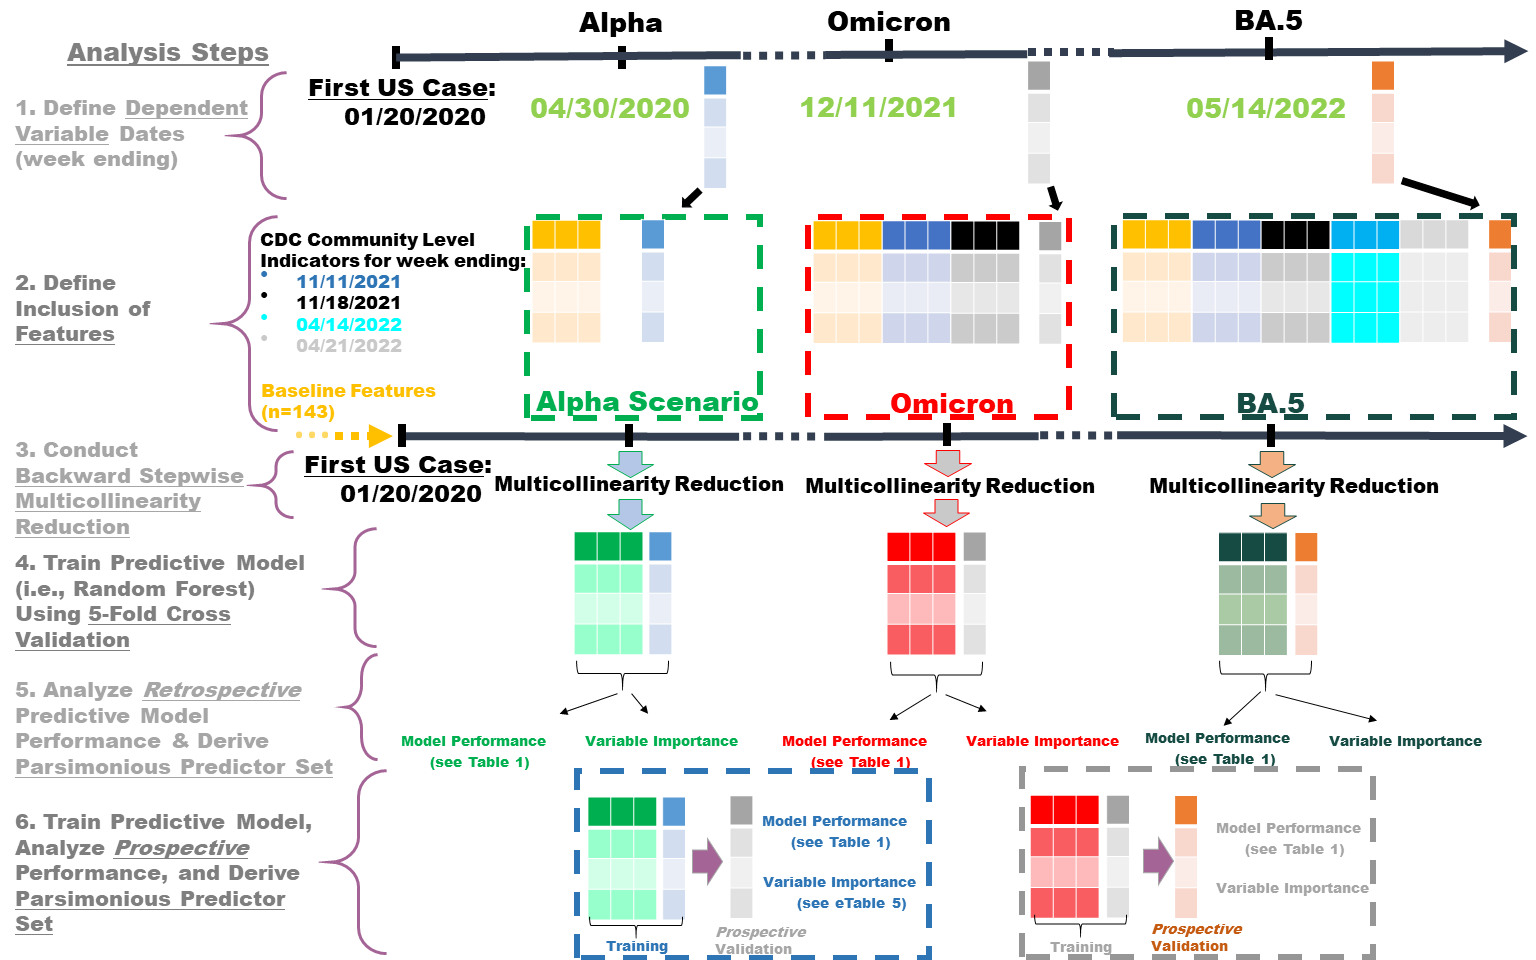 Alpha
Omicron
BA.5
Analysis Steps
First US Case:
01/20/2020
04/30/2020
12/11/2021
05/14/2022
1. Define Dependent
Variable Dates
(week ending)
2. Define
Inclusion of
Features
CDC Community Level
Indicators for week ending:
• 11/11/2021
• 11/18/2021
• 04/14/2022
• 04/21/2022
Baseline Features
(n=143)
Alpha Scenario
Omicron
BA.5
3. Conduct
Backward Stepwise
Multicollinearity
Reduction
First US Case:
01/20/2020
Multicollinearity Reduction
Multicollinearity Reduction
Multicollinearity Reduction
4. Train Predictive Model
(i.e., Random Forest)
Using 5-Fold Cross
Validation
5. Analyze Retrospective
Predictive Model
Performance & Derive
Parsimonious Predictor Set
Model Performance
(see Table 1)
Variable Importance
Model Performance
(see Table 1)
Variable Importance
Model Performance
(see Table 1)
Variable Importance
6. Train Predictive Model,
Analyze Prospective
Performance, and Derive
Parsimonious Predictor
Set
Model Performance
(see Table 1)
Variable Importance
(see eTable 5)
Training
Prospective
Validation
Model Performance
(see Table 1)
Variable Importance
Training
Prospective
Validation